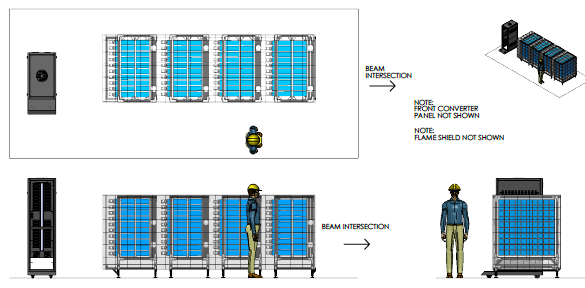 BEAM
INTERSECTION
NOTE:
FRONT CONVERTER
PANEL NOT SHOWN
NOTE:
FLAME SHIELD NOT SHOWN
BEAM INTERSECTION